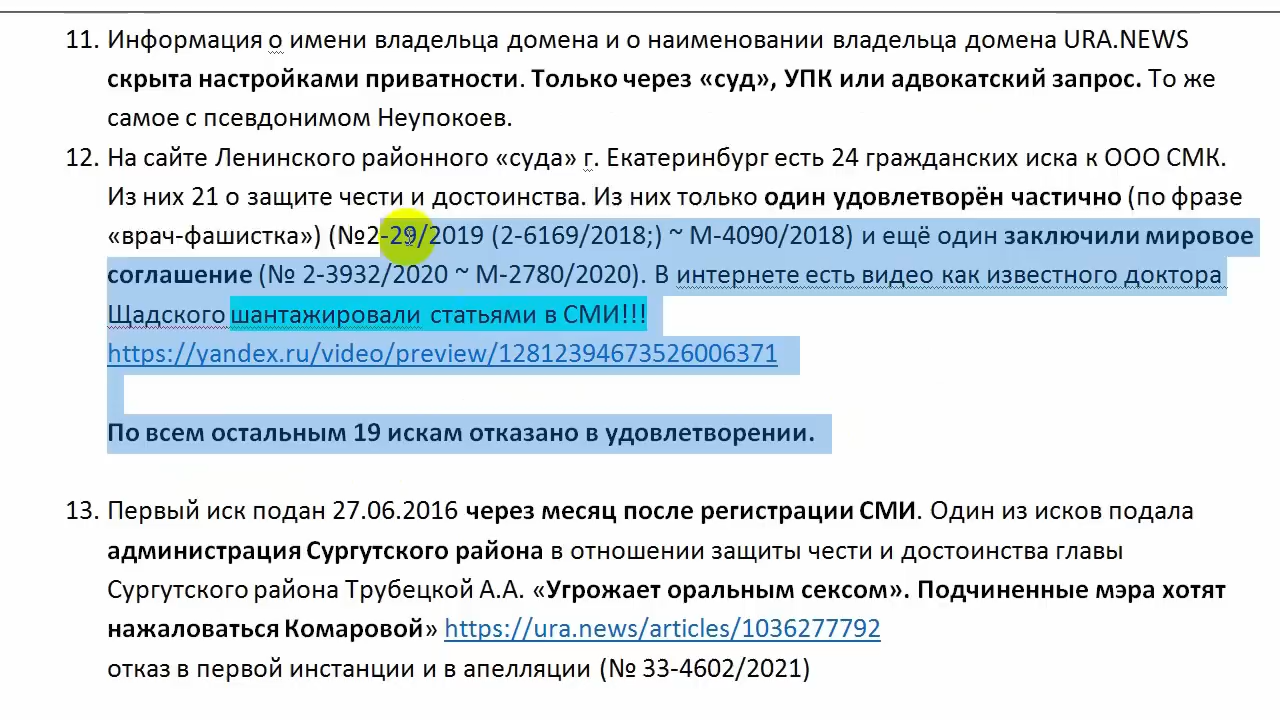 11. Информация о имени владельца домена и о наименовании владельца домена URA.NEWS
скрыта настройками приватности. Только через «суд», УПК или адвокатский запрос. То же
самое с псевдонимом Неупокоев.
12. На сайте Ленинского районного «суда» г. Екатеринбург есть 24 гражданских иска к ООО СМК.
Из них 21 о защите чести и достоинства. Из них только один удовлетворён частично (по фразе
«врач-фашистка») (№2-29/2019 (2-6169/2018;) ~ М-4090/2018) и ещё один заключили мировое
соглашение (№ 2-3932/2020 ~ М-2780/2020). В интернете есть видео как известного доктора
Щадского шантажировали статьями в СМИ!!!
https://yandex.ru/video/preview/12812394673526006371
По всем остальным 19 искам отказано в удовлетворении.
13. Первый иск подан 27.06.2016 через месяц после регистрации СМИ. Один из исков подала
администрация Сургутского района в отношении защиты чести и достоинства главы
Сургутского района Трубецкой А.А. «Угрожает оральным сексом». Подчиненные мэра хотят
нажаловаться Комаровой» https://ura.news/articles/1036277792
отказ в первой инстанции и в апелляции (№ 33-4602/2021)